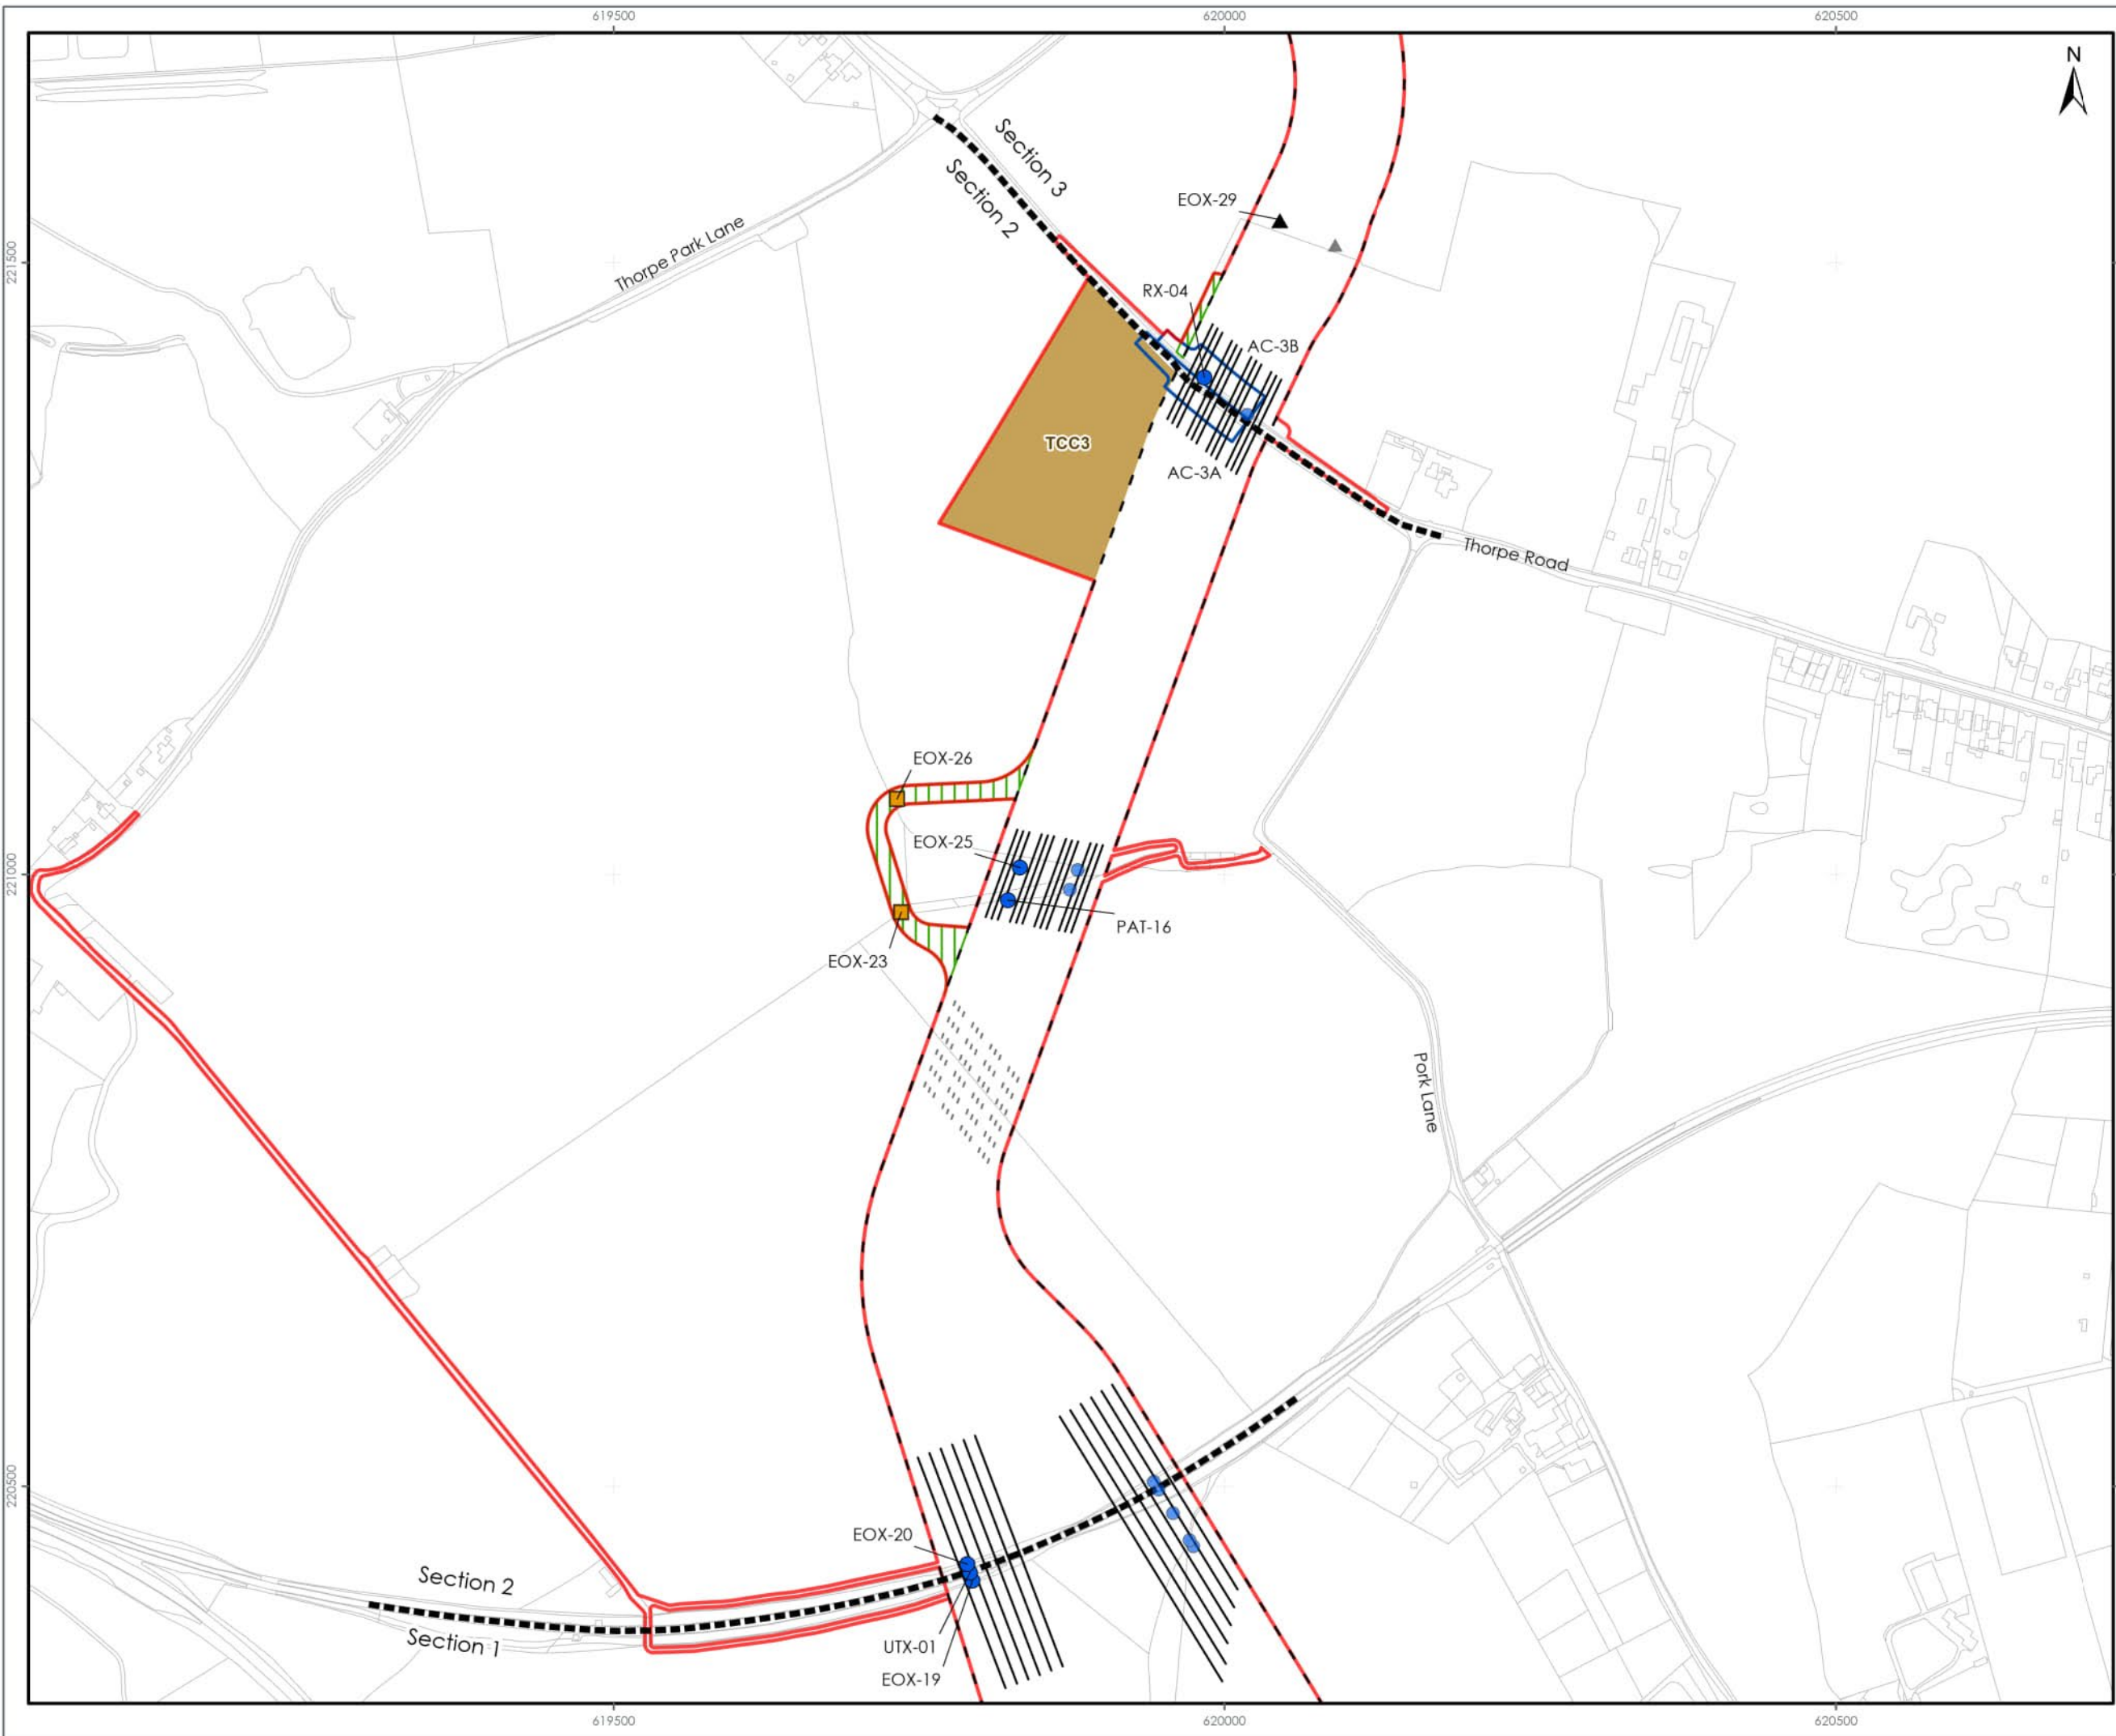 619500
620000
620500
N
Section 3
Section 2
EOX-29
Thorpe Park Lane
221500
RX-04
AC-3B
TCC3
AC-3A
Thorpe Road
EOX-26
EOX-25
221000
PAT-16
EOX-23
Park Lane
220500
EOX-20
Section 2
Section 1
UTX-01
EOX-19
619500
620000
620500